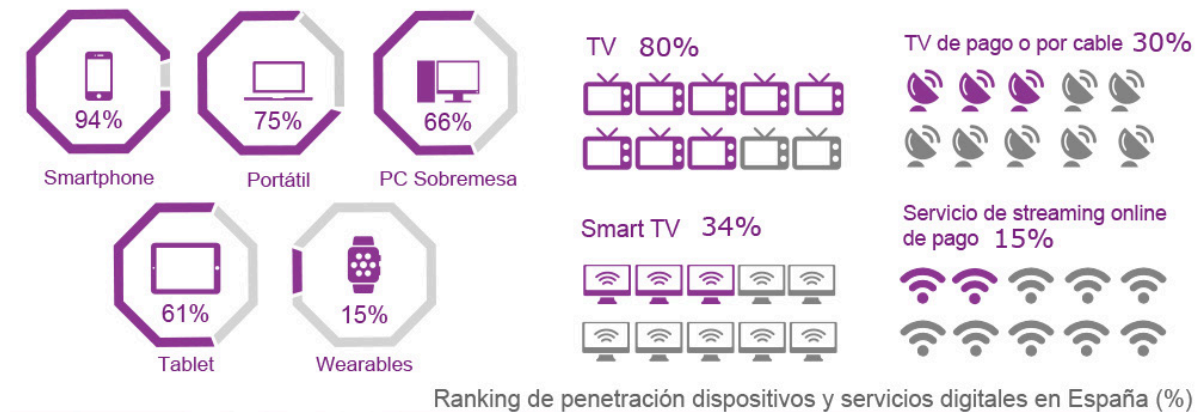 94%
Smartphone
75%
Portátil
66%
PC Sobremesa
61%
Tablet
15%
Wearables
TV 80%
Smart TV 34%
TV de pago o por cable 30%
Servicio de streaming online
de pago 15%
Ranking de penetración dispositivos y servicios digitales en España (%)